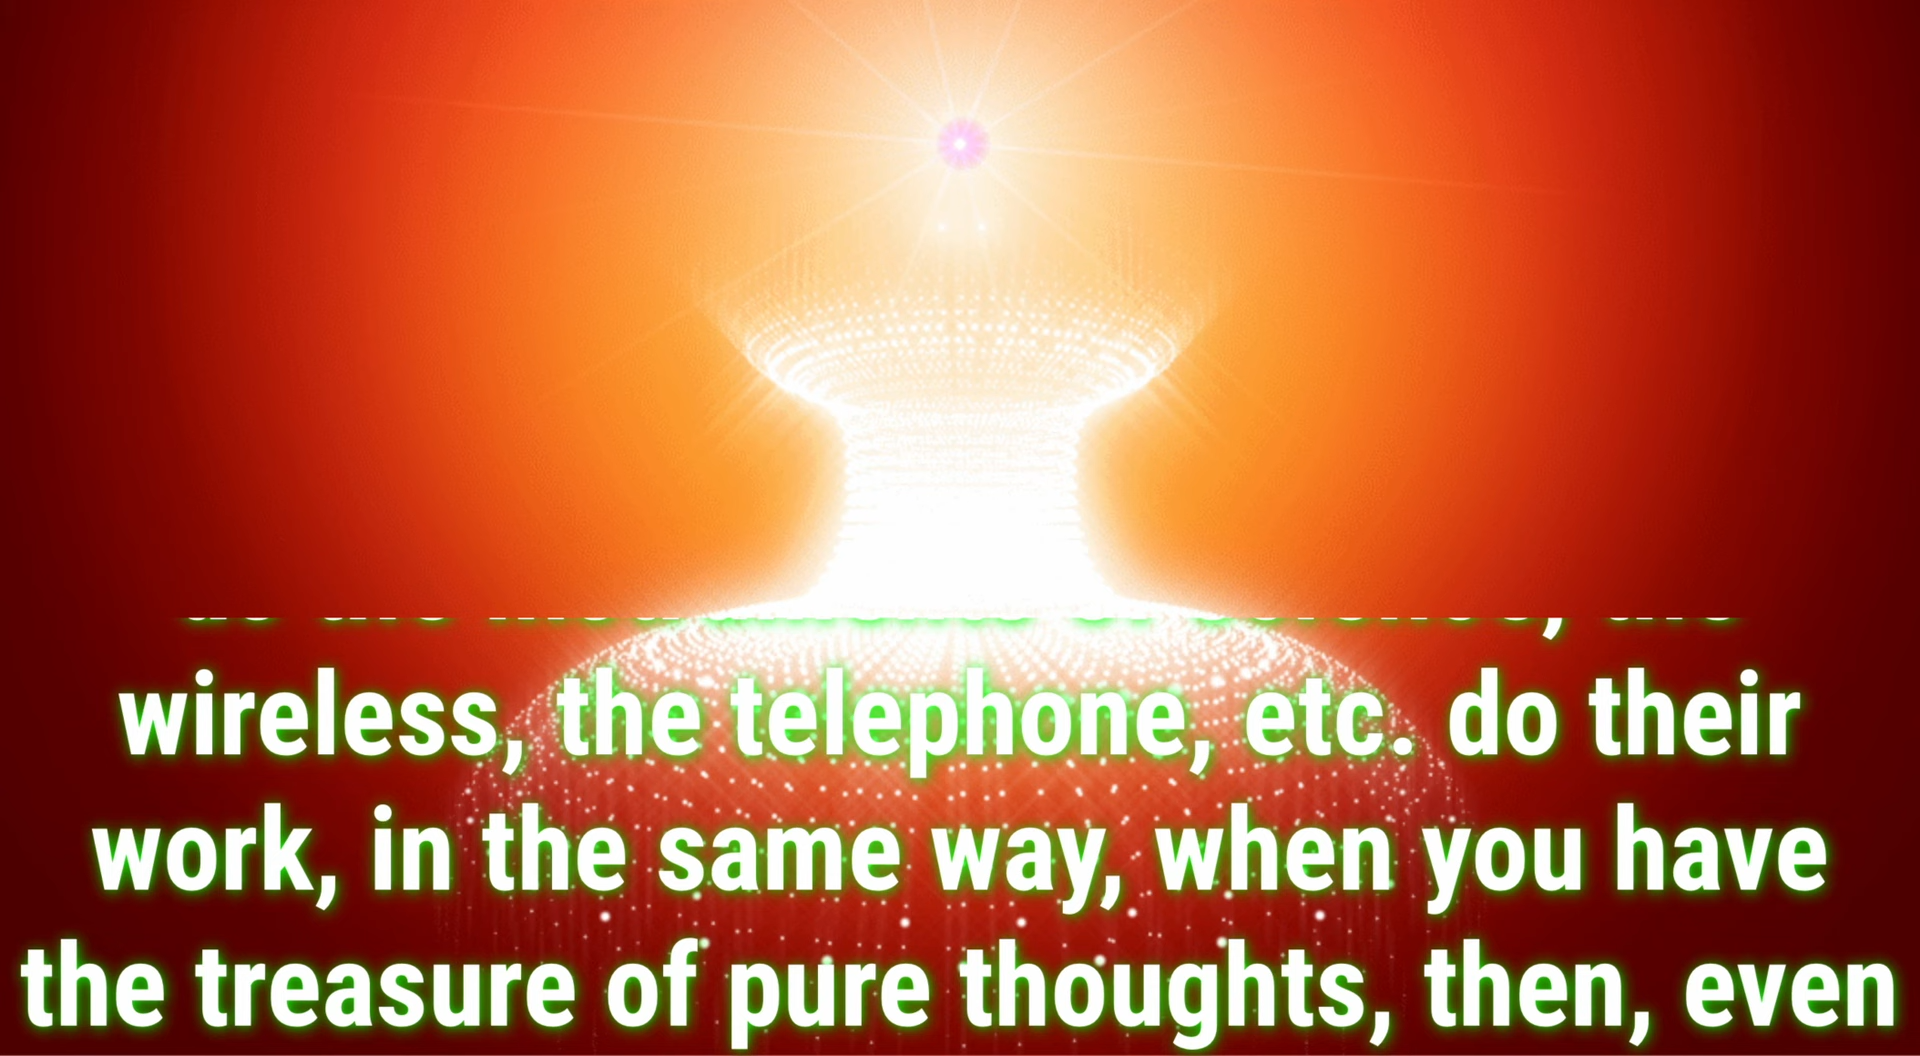 wireless, the telephone, etc. do their
work, in the same way, when you have
the treasure of pure thoughts, then, even